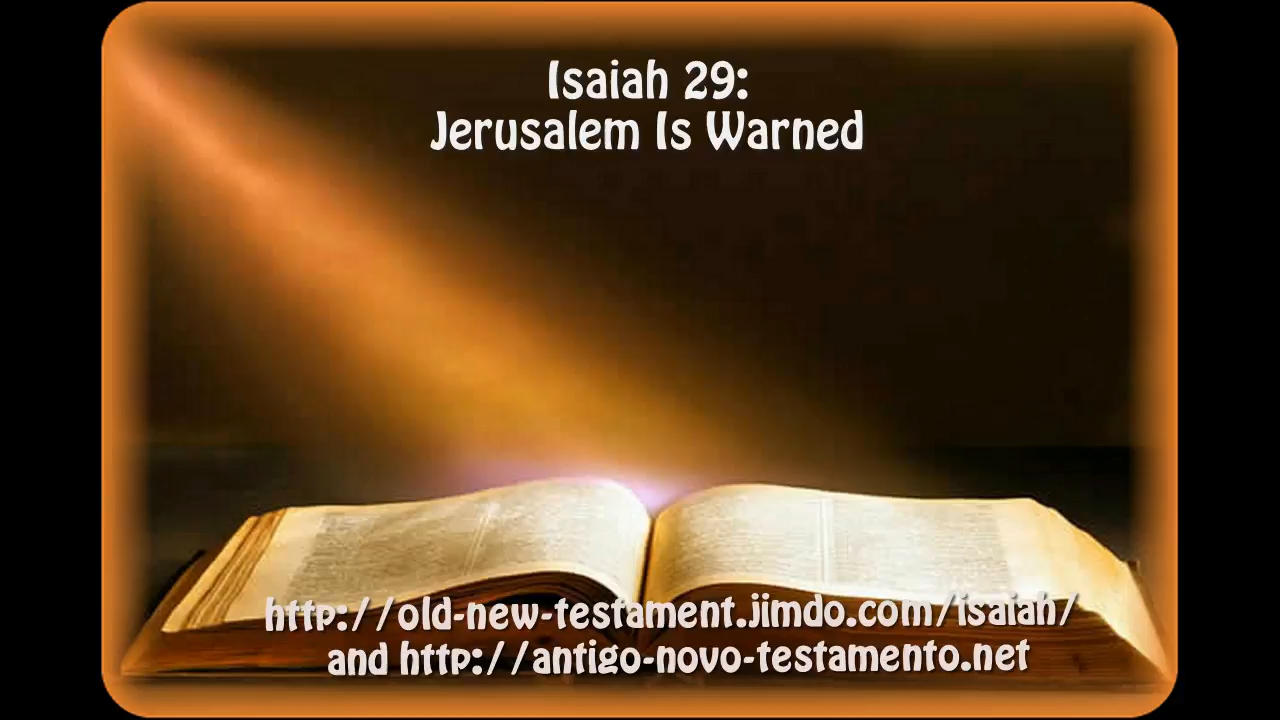 Isaiah 29:
Jerusalem Is Warned
http://old-new-testament.jimdo.com/isaiah/
and http://antigo-novo-testamento.net